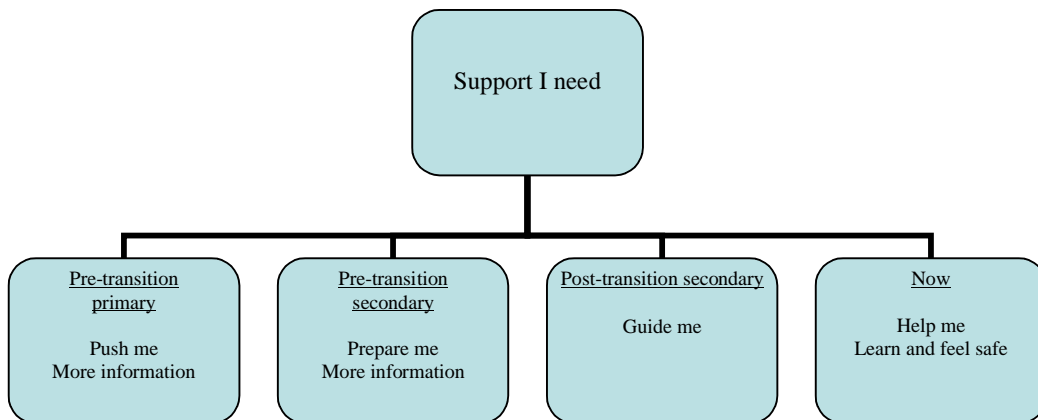 Support I need
Pre-transition
primary
Push me
More information
Pre-transition
secondary
Prepare me
More information
Post-transition secondary
Guide me
Now
Help me
Learn and feel safe